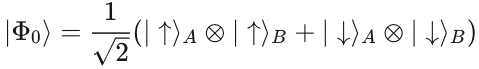 |Φ₀⟩ = 1/√2 (| ↑⟩_A ⊗ | ↑⟩_B + | ↓⟩_A ⊗ | ↓⟩_B)